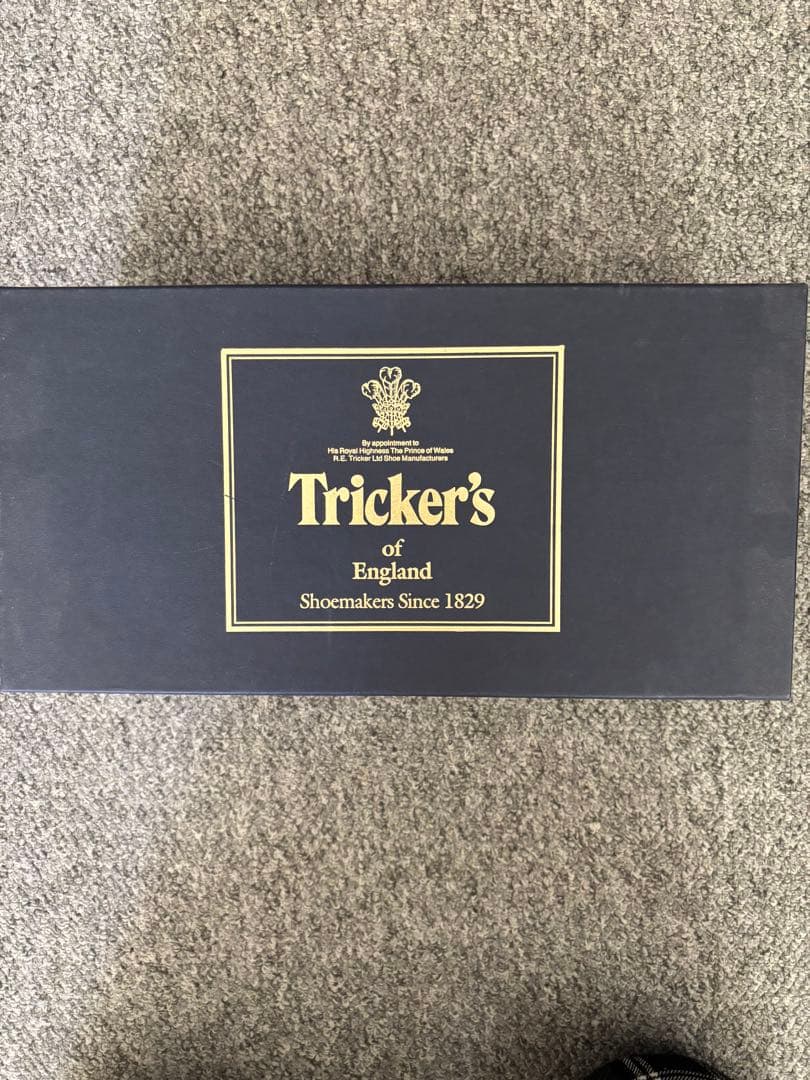 By appointment to
His Royal Highness The Prince of Wales
R.E. Tricker Ltd Shoe Manufacturers
Tricker's
of
England
Shoemakers Since 1829